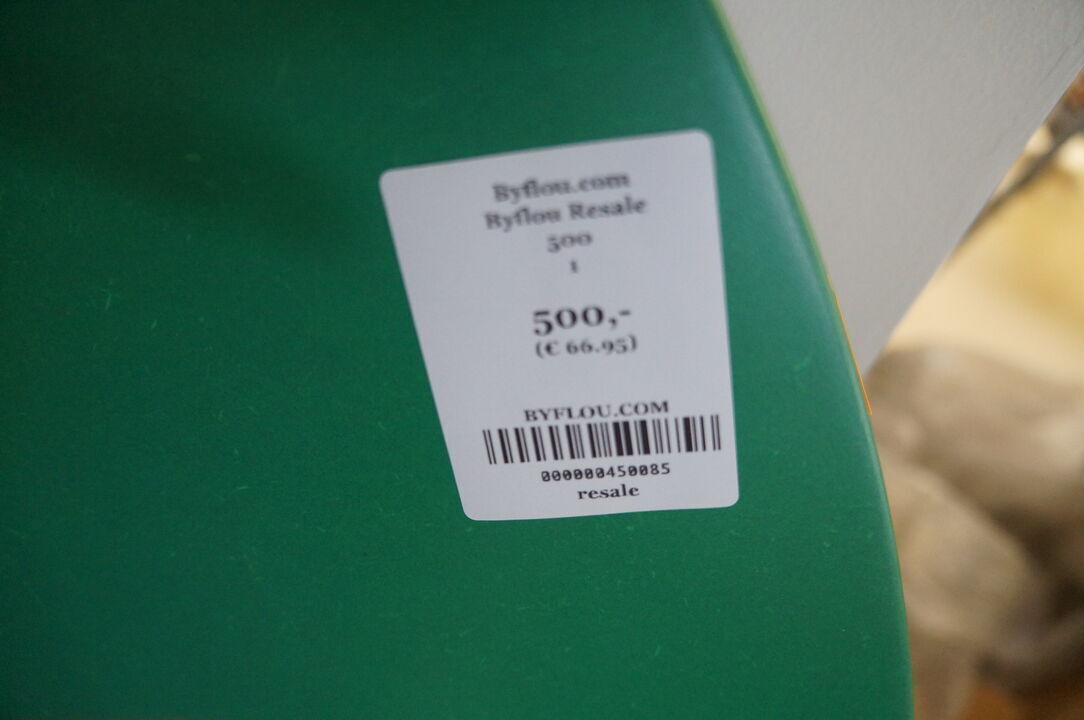 Byflou.com
Byflou Resale
500
1
500,-
(€ 66.95)
BYFLOU.COM
000000450085
resale